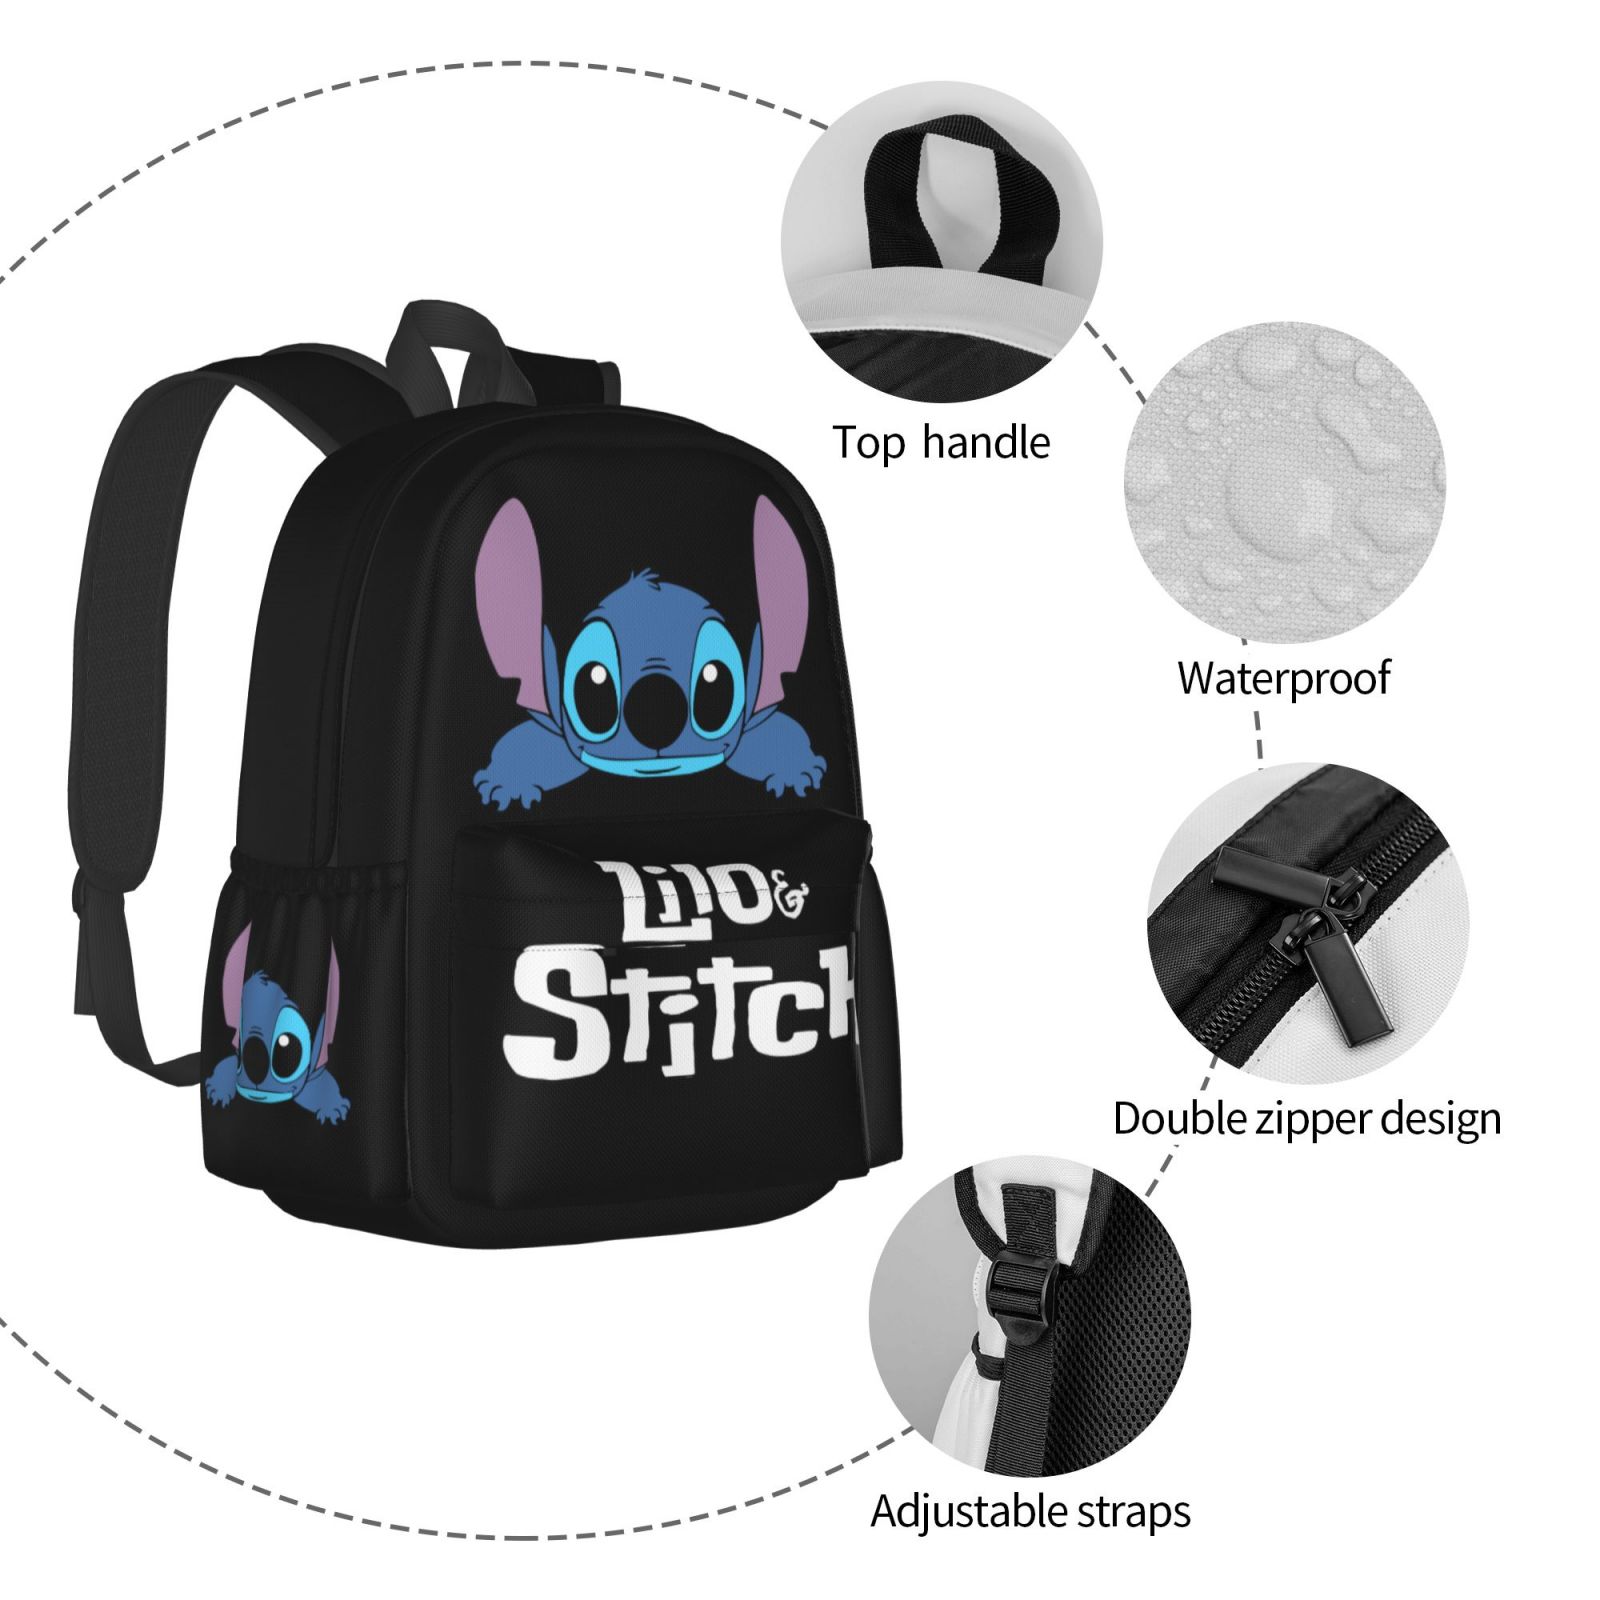 Top handle
Waterproof
Lilo &
Stitch
Double zipper design
Adjustable straps